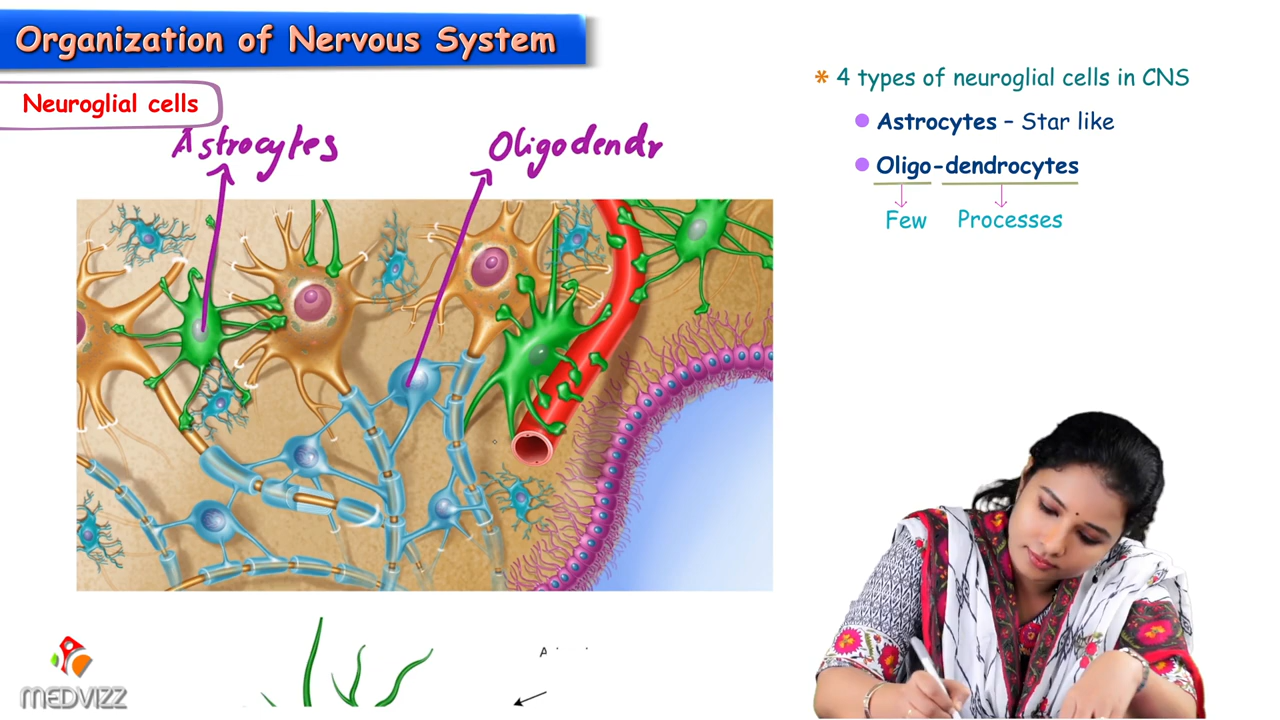 Organization of Nervous System
Neuroglial cells
Astrocytes
Oligodendr
* 4 types of neuroglial cells in CNS
Astrocytes – Star like
Oligo-dendrocytes
Few Processes
MEDVIZZ